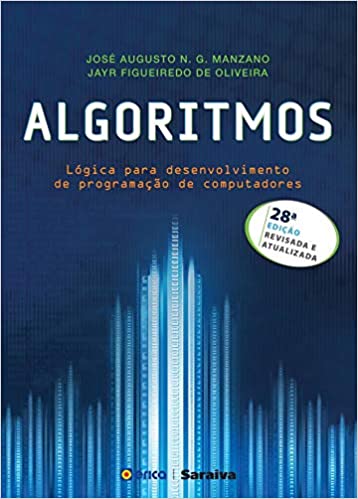 JOSÉ AUGUSTO N. G. MANZANO
JAYR FIGUEIREDO DE OLIVEIRA
ALGORITMOS
Lógica para desenvolvimento
de programação de computadores
28ª
EDIÇÃO
REVISADA E
ATUALIZADA
érica | Saraiva